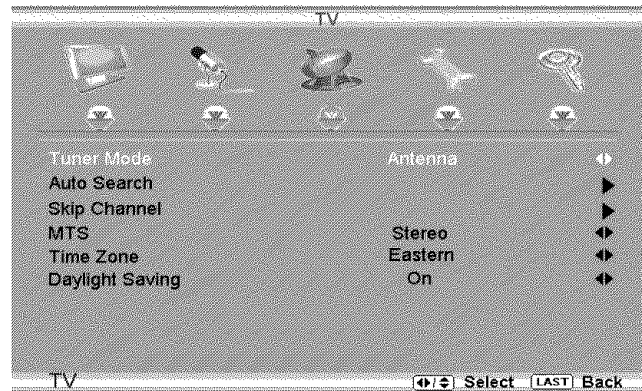 TV
Tuner Mode Antenna
Auto Search
Skip Channel
MTS Stereo
Time Zone Eastern
Daylight Saving On
TV Select LAST Back